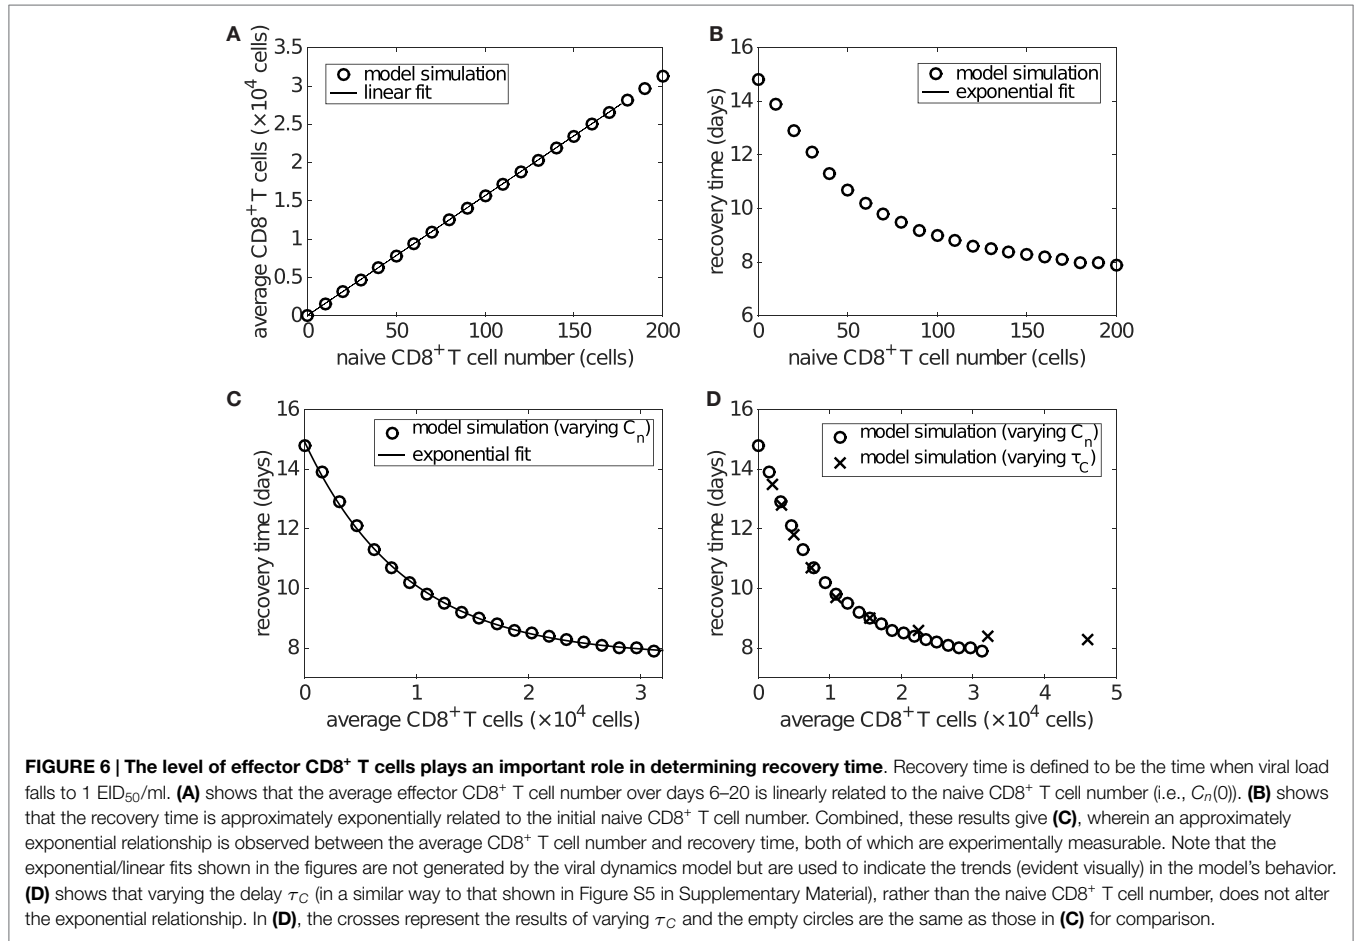 A
3.5
3
2.5
2
1.5
1
0.5
0
0
50
100
150
200
average CD8+T cells (×10^4 cells)
naive CD8+T cell number (cells)
model simulation
linear fit
B
16
14
12
10
8
6
0
50
100
150
200
recovery time (days)
naive CD8+T cell number (cells)
model simulation
exponential fit
C
16
14
12
10
8
0
1
2
3
recovery time (days)
average CD8+T cells (×10^4 cells)
model simulation (varying C_n)
exponential fit
D
16
14
12
10
8
0
1
2
3
4
5
recovery time (days)
average CD8+T cells (×10^4 cells)
model simulation (varying C_n)
model simulation (varying τ_C)
FIGURE 6 | The level of effector CD8+ T cells plays an important role in determining recovery time. Recovery time is defined to be the time when viral load
falls to 1 EID50/ml. (A) shows that the average effector CD8+ T cell number over days 6–20 is linearly related to the naive CD8+ T cell number (i.e., Cn(0)). (B) shows
that the recovery time is approximately exponentially related to the initial naive CD8+ T cell number. Combined, these results give (C), wherein an approximately
exponential relationship is observed between the average CD8+ T cell number and recovery time, both of which are experimentally measurable. Note that the
exponential/linear fits shown in the figures are not generated by the viral dynamics model but are used to indicate the trends (evident visually) in the model's behavior.
(D) shows that varying the delay τC (in a similar way to that shown in Figure S5 in Supplementary Material), rather than the naive CD8+ T cell number, does not alter
the exponential relationship. In (D), the crosses represent the results of varying τC and the empty circles are the same as those in (C) for comparison.